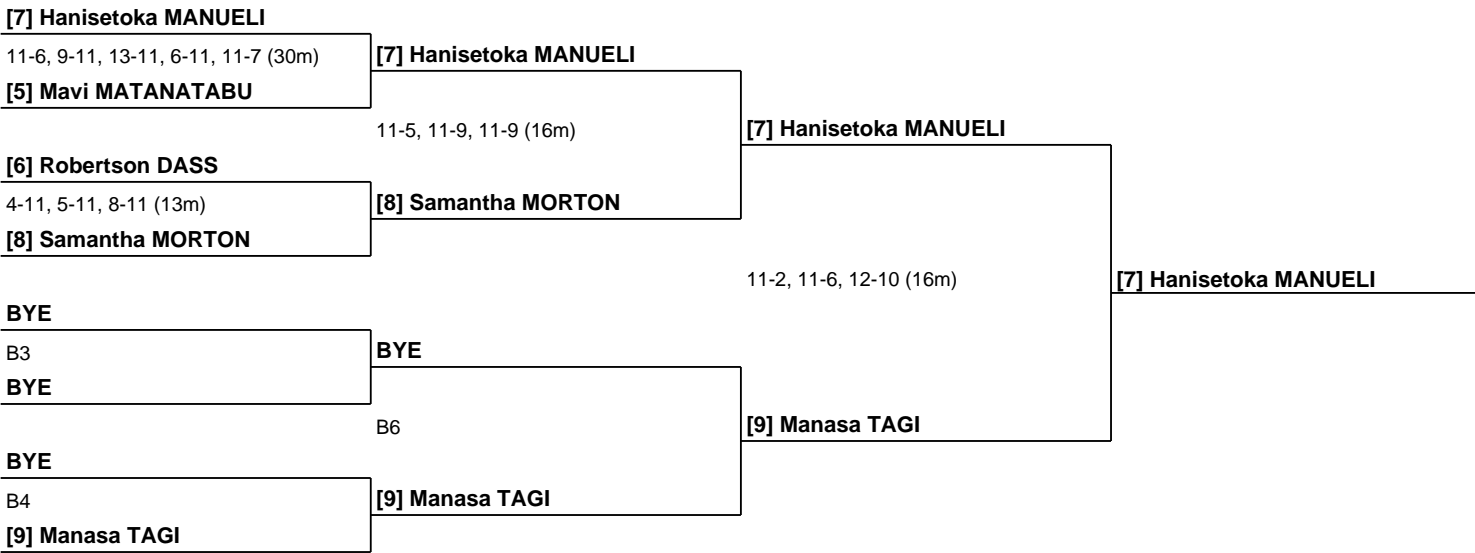 [7] Hanisetoka MANUELI
11-6, 9-11, 13-11, 6-11, 11-7 (30m)
[7] Hanisetoka MANUELI
[5] Mavi MATANATABU
11-5, 11-9, 11-9 (16m)
[7] Hanisetoka MANUELI
[6] Robertson DASS
4-11, 5-11, 8-11 (13m)
[8] Samantha MORTON
[8] Samantha MORTON
11-2, 11-6, 12-10 (16m)
[7] Hanisetoka MANUELI
BYE
B3
BYE
BYE
B6
[9] Manasa TAGI
BYE
B4
[9] Manasa TAGI
[9] Manasa TAGI